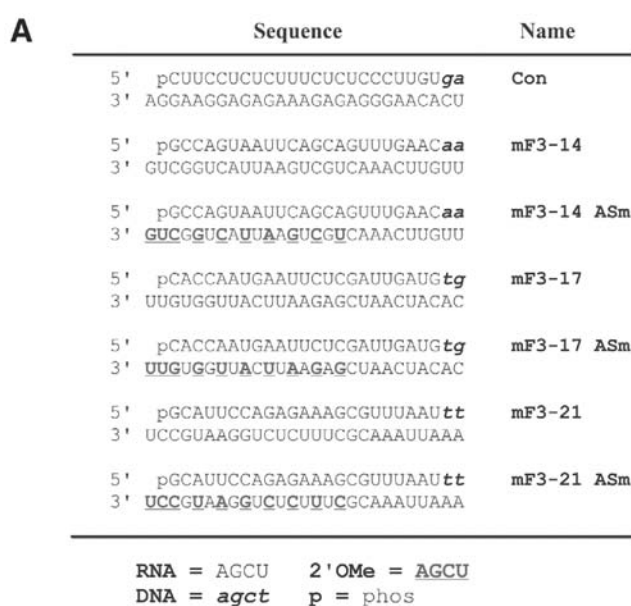 A
Sequence Name
5' pCUUCCUCUCUUUCUCUCCCUUGUga Con
3' AGGAAGGAGAGAAAGAGAGGGAACACU
5' pGCCAGUAAUUCAGCAGUUUGAACaa mF3-14
3' GUCGGUCAUUAAGUCGUCAAACUUGUU
5' pGCCAGUAAUUCAGCAGUUUGAACaa mF3-14 ASm
3' GUCGGUCAUUAAGUCGUCAAACUUGUU
5' pCACCAAUGAAUUCUCGAUUGAUGtg mF3-17
3' UUGUGGUUACUUAAGAGCUAACUACAC
5' pCACCAAUGAAUUCUCGAUUGAUGtg mF3-17 ASm
3' UUGUGGUUACUUAAGAGCUAACUACAC
5' pGCAUUCCAGAGAAAGCGUUUAAUtt mF3-21
3' UCCGUAAGGUCUCUUUCGCAAAUUAAA
5' pGCAUUCCAGAGAAAGCGUUUAAUtt mF3-21 ASm
3' UCCGUAAGGUCUCUUUCGCAAAUUAAA
RNA = AGCU 2'OMe = AGCU
DNA = agct p = phos